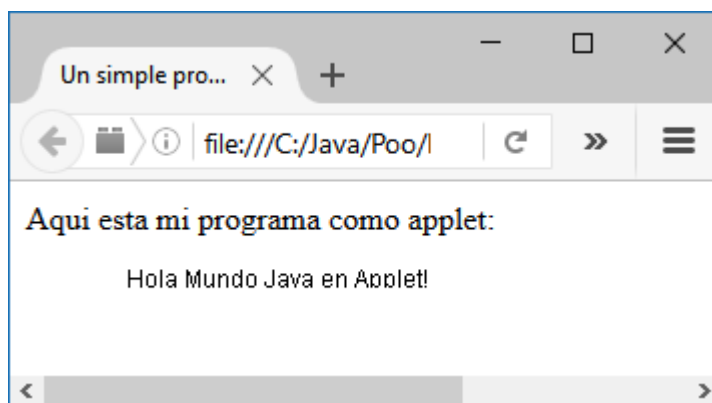 Un simple pro...
file:///C:/Java/Poo/
Aqui esta mi programa como applet:
Hola Mundo Java en Applet!